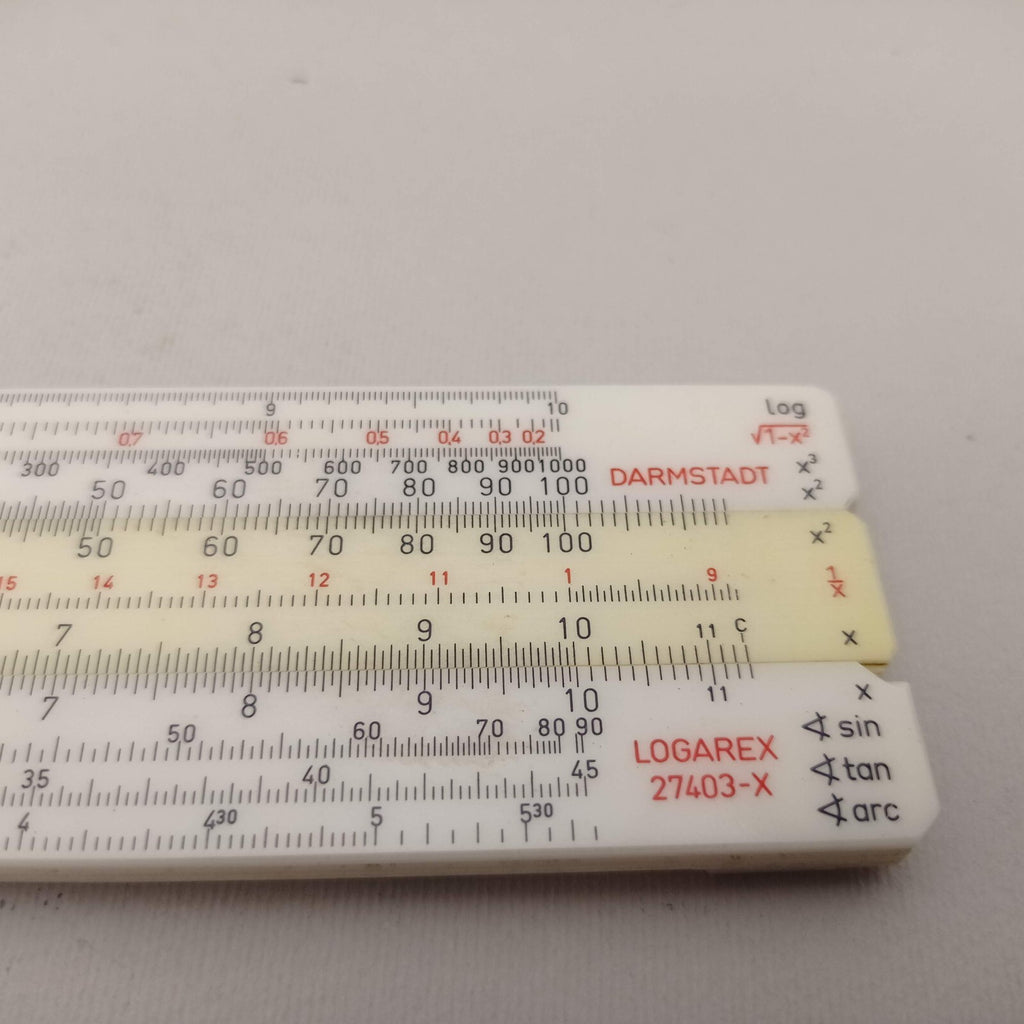 9 10 log
0,7 0,6 0,5 0,4 0,3 0,2 √1-x²
300 400 500 600 700 800 900 1000 DARMSTADT x³
50 60 70 80 90 100 x²
50 60 70 80 90 100 x²
15 14 13 12 11 1 9 1/x
7 8 9 10 11 C x
7 8 9 10 11 x
50 60 70 80 90 LOGAREX ∢ sin
35 40 45 27403-X ∢ tan
4 4³⁰ 5 5³⁰ ∢ arc